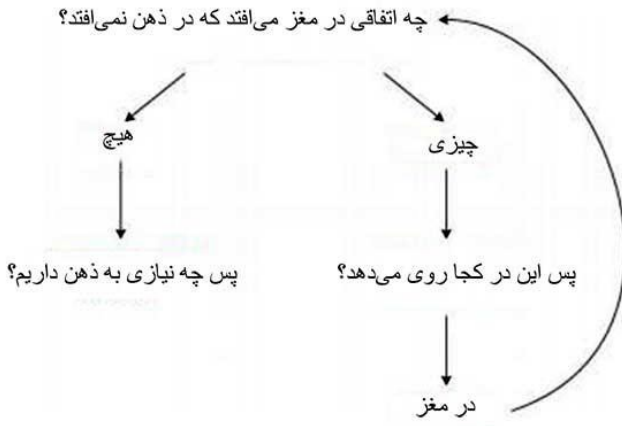 چه اتفاقی در مغز می‌افتد که در ذهن نمی‌افتد؟
چیزی
هیچ
پس این در کجا روی می‌دهد؟
پس چه نیازی به ذهن داریم؟
در مغز